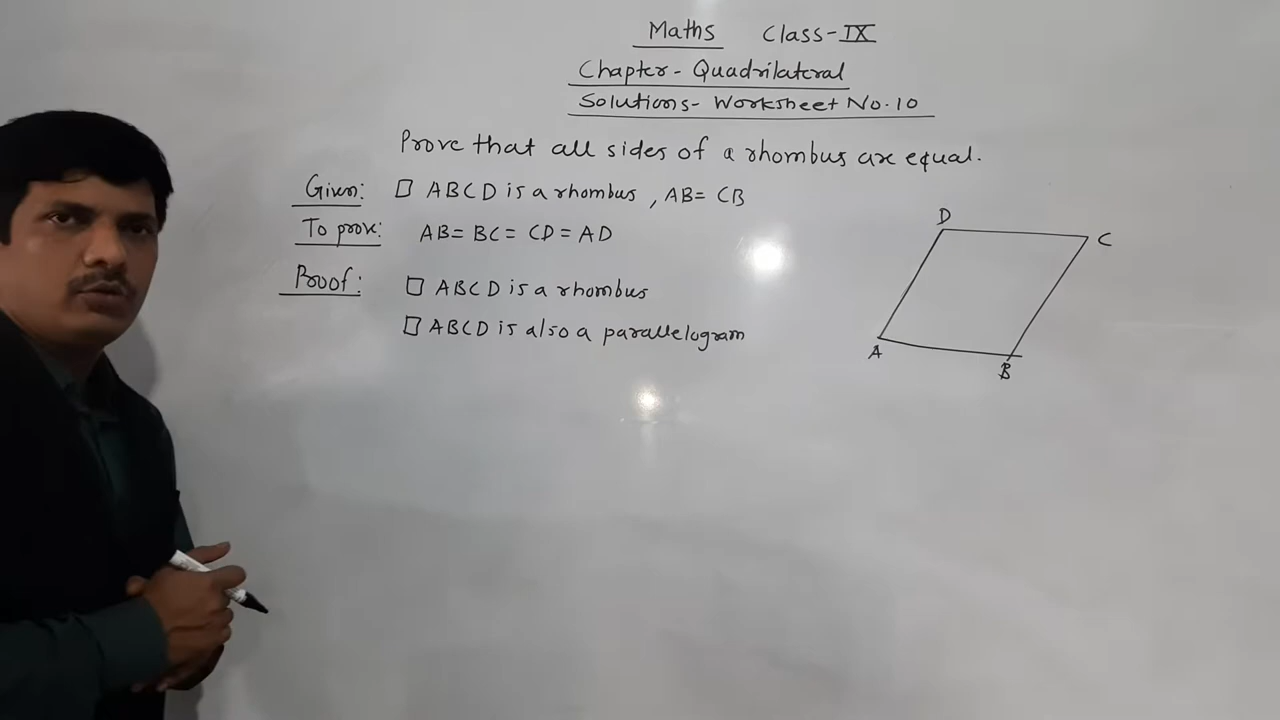 Maths Class-IX
Chapter- Quadrilateral
Solutions- Worksheet No.10
Prove that all sides of a rhombus are equal.
Given: □ ABCD is a rhombus, AB= CB
To prove: AB= BC= CD= AD
Proof: □ ABCD is a rhombus
□ ABCD is also a parallelogram
D
C
A
B